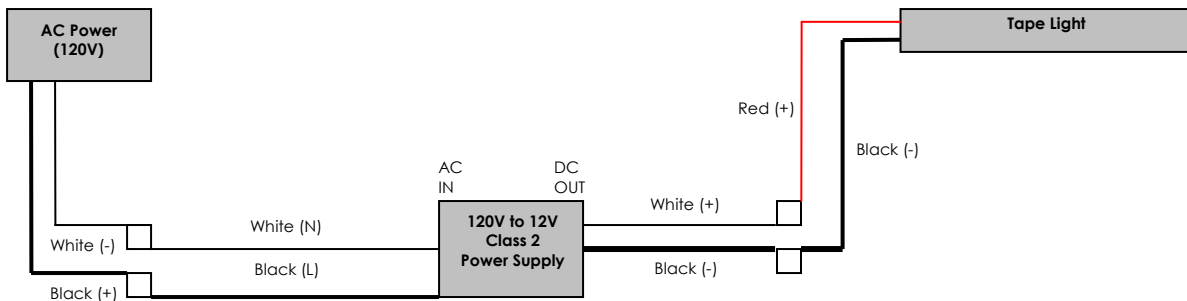 AC Power
(120V)
Tape Light
Red (+)
Black (-)
AC
IN
DC
OUT
White (+)
White (N)
120V to 12V
Class 2
Power Supply
White (-)
Black (L)
Black (-)
Black (+)